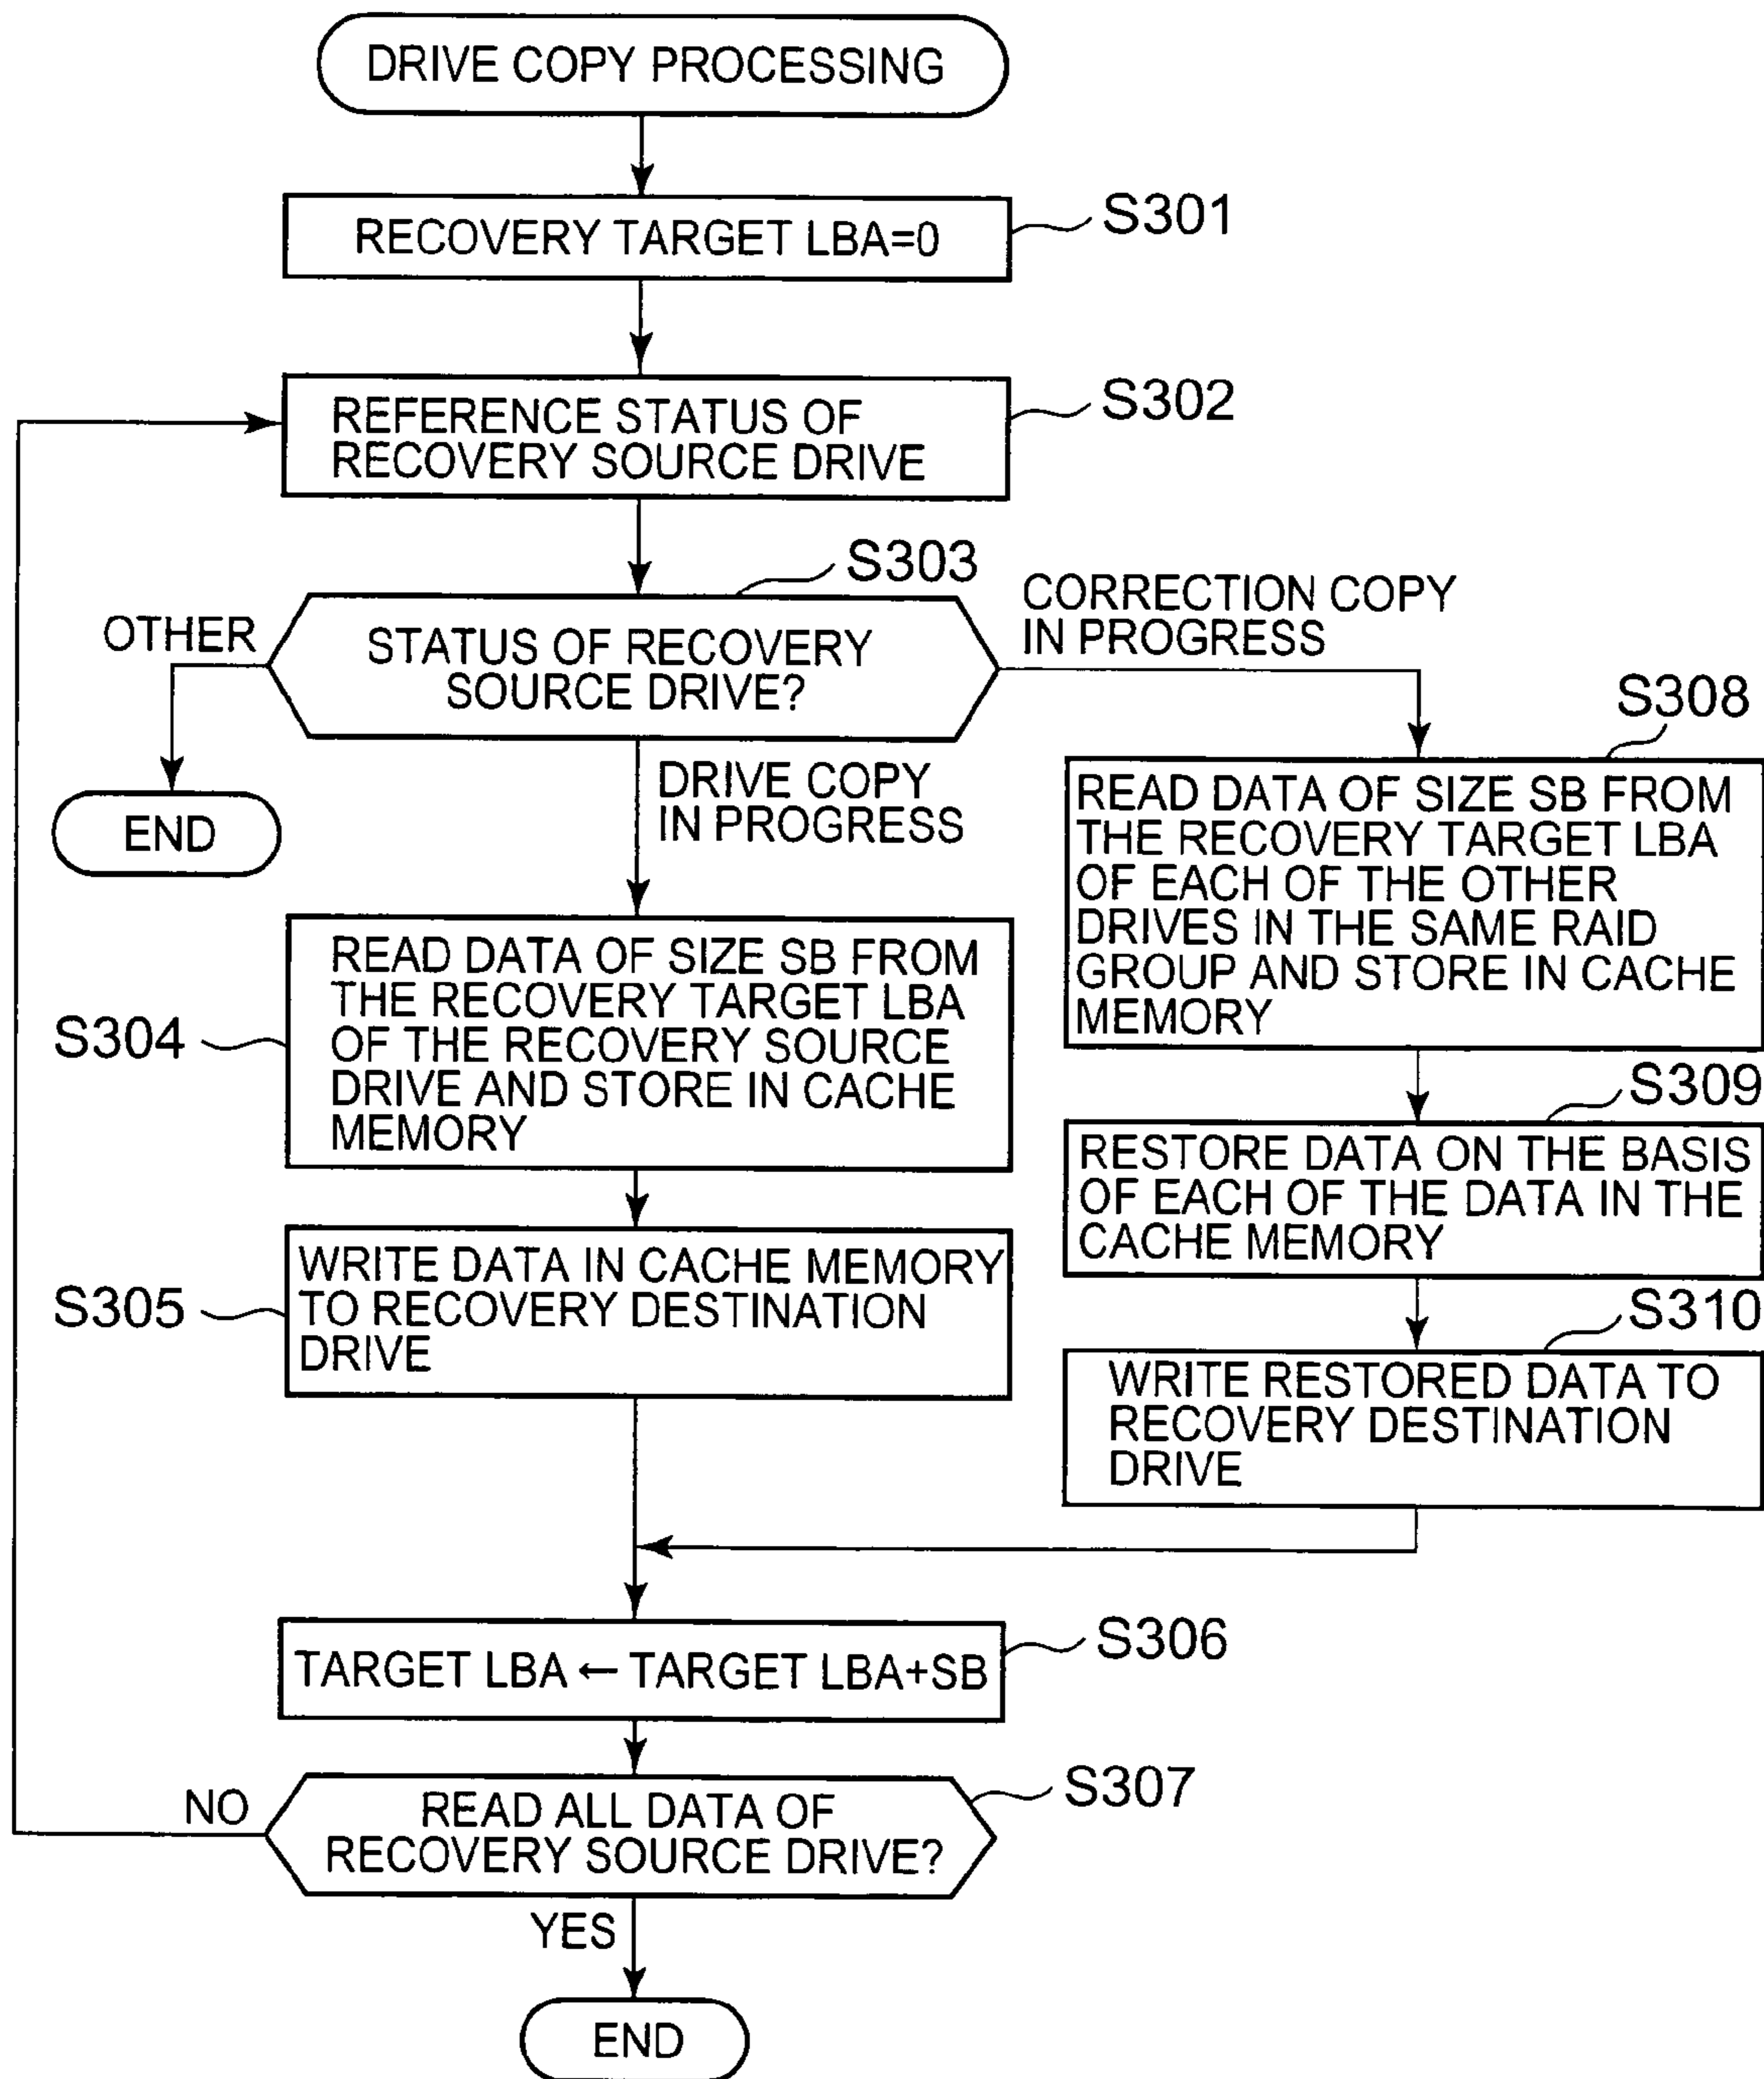 DRIVE COPY PROCESSING
RECOVERY TARGET LBA=0
S301
REFERENCE STATUS OF
RECOVERY SOURCE DRIVE
S302
S303
STATUS OF RECOVERY
SOURCE DRIVE?
OTHER
END
CORRECTION COPY
IN PROGRESS
DRIVE COPY
IN PROGRESS
S304
READ DATA OF SIZE SB FROM
THE RECOVERY TARGET LBA
OF THE RECOVERY SOURCE
DRIVE AND STORE IN CACHE
MEMORY
S305
WRITE DATA IN CACHE MEMORY
TO RECOVERY DESTINATION
DRIVE
S308
READ DATA OF SIZE SB FROM
THE RECOVERY TARGET LBA
OF EACH OF THE OTHER
DRIVES IN THE SAME RAID
GROUP AND STORE IN CACHE
MEMORY
S309
RESTORE DATA ON THE BASIS
OF EACH OF THE DATA IN THE
CACHE MEMORY
S310
WRITE RESTORED DATA TO
RECOVERY DESTINATION
DRIVE
TARGET LBA ← TARGET LBA+SB
S306
READ ALL DATA OF
RECOVERY SOURCE DRIVE?
S307
NO
YES
END